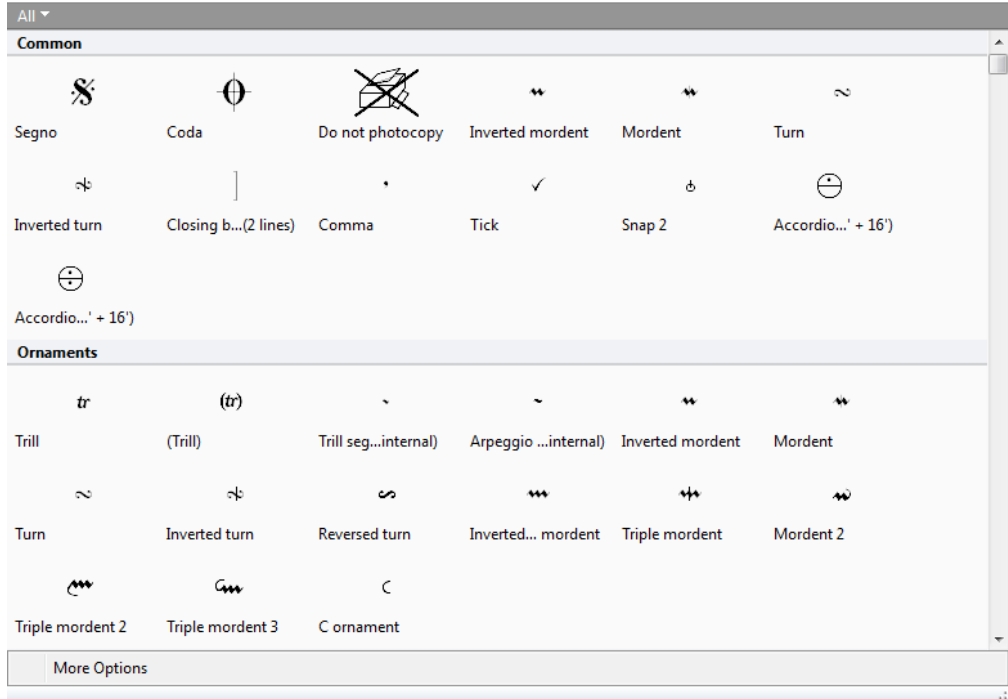 All
Common
Segno Coda Do not photocopy Inverted mordent Mordent Turn
Inverted turn Closing b...(2 lines) Comma Tick Snap 2 Accordio...' + 16')
Accordio...' + 16')
Ornaments
tr (tr)
Trill (Trill) Trill seg...internal) Arpeggio ...internal) Inverted mordent Mordent
Turn Inverted turn Reversed turn Inverted... mordent Triple mordent Mordent 2
Triple mordent 2 Triple mordent 3 C ornament
More Options